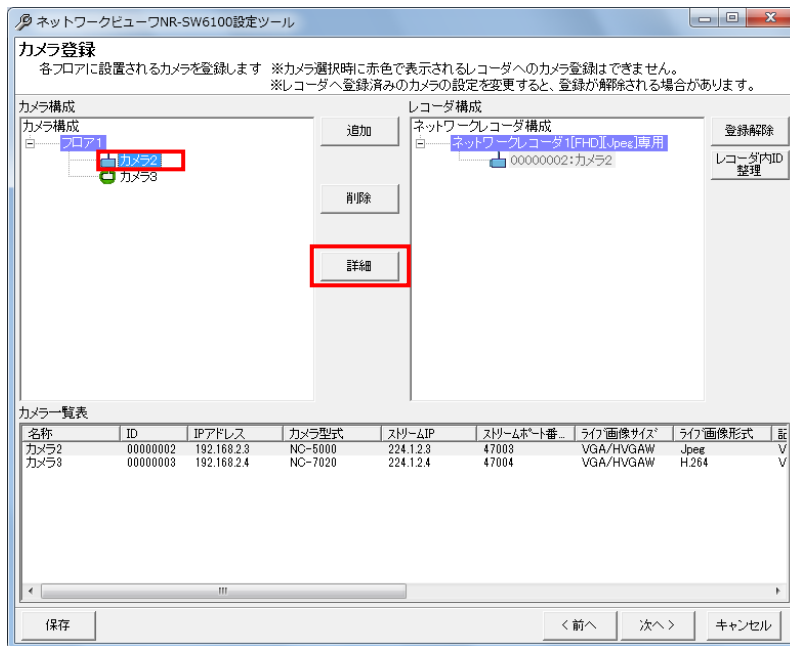 ネットワークビューワNR-SW6100設定ツール
カメラ登録
各フロアに設置されるカメラを登録します ※カメラ選択時に赤色で表示されるレコーダへのカメラ登録はできません。
※レコーダへ登録済みのカメラの設定を変更すると、登録が解除される場合があります。
カメラ構成
カメラ構成
フロア1
カメラ2
カメラ3
追加
削除
詳細
レコーダ構成
ネットワークレコーダ構成
ネットワークレコーダ1[FHD][Jpeg]専用
00000002:カメラ2
登録解除
レコーダ内ID
整理
カメラ一覧表
名称 ID IPアドレス カメラ型式 ストリームIP ストリームポート番... ライブ画像サイズ ライブ画像形式 記
カメラ2 00000002 192.168.2.3 NC-5000 224.1.2.3 47003 VGA/HVGAW Jpeg V
カメラ3 00000003 192.168.2.4 NC-7020 224.1.2.4 47004 VGA/HVGAW H.264 V
保存
<前へ
次へ>
キャンセル